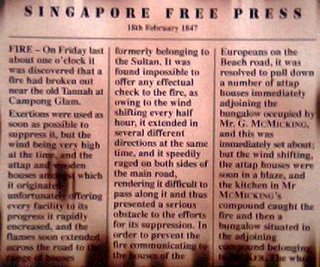 SINGAPORE FREE PRESS
18th February 1847
FIRE – On Friday last
about one o'clock it
was discovered that a
fire had broken out
near the old Tannah at
Campong Glam.
Exertions were used as
soon as possible to
suppress it, but the
wind being very high
at the time, and the
attap and wooden
houses amongst which
it originated
unfortunately offering
every facility to its
progress it rapidly
encreased, and the
flames soon extended
across the road to the
range of houses
formerly belonging to
the Sultan. It was
found impossible to
offer any effectual
check to the fire, as
owing to the wind
shifting every half
hour, it extended in
several different
directions at the same
time, and it speedily
raged on both sides of
the main road,
rendering it difficult to
pass along it and thus
presented a serious
obstacle to the efforts
for its suppression. In
order to prevent the
fire communicating to
the houses of the
Europeans on the
Beach road, it was
resolved to pull down
a number of attap
houses immediately
adjoining the
bungalow occupied by
Mr. G. McMICKING,
and this was
immediately set about;
but the wind shifting,
the attap houses were
soon in a blaze, and
the kitchen in Mr
McMICKING's
compound caught the
fire and then a
bungalow situated in
the adjoining
compound belonging
The whole